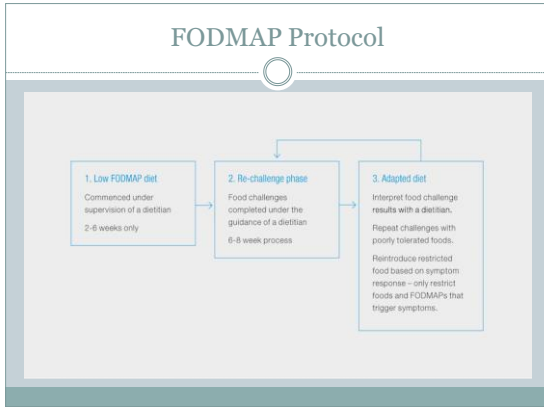 FODMAP Protocol
1. Low FODMAP diet
Commenced under
supervision of a dietitian
2-6 weeks only
2. Re-challenge phase
Food challenges
completed under the
guidance of a dietitian
6-8 week process
3. Adapted diet
Interpret food challenge
results with a dietitian.
Repeat challenges with
poorly tolerated foods.
Reintroduce restricted
food based on symptom
response – only restrict
foods and FODMAPs that
trigger symptoms.